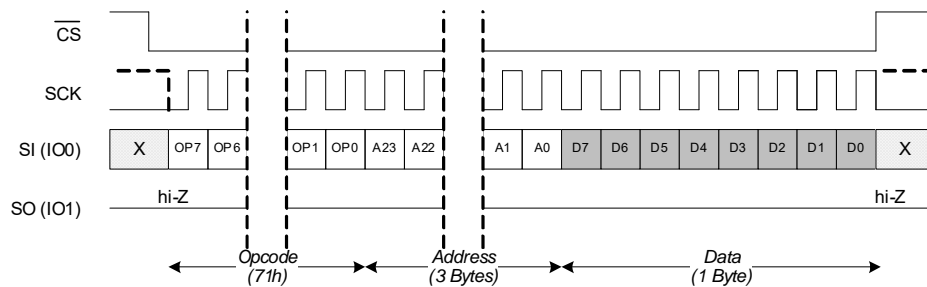 CS
SCK
SI (IO0) X OP7 OP6 OP1 OP0 A23 A22 A1 A0 D7 D6 D5 D4 D3 D2 D1 D0 X
hi-Z hi-Z
SO (IO1)
Opcode Address Data
(71h) (3 Bytes) (1 Byte)